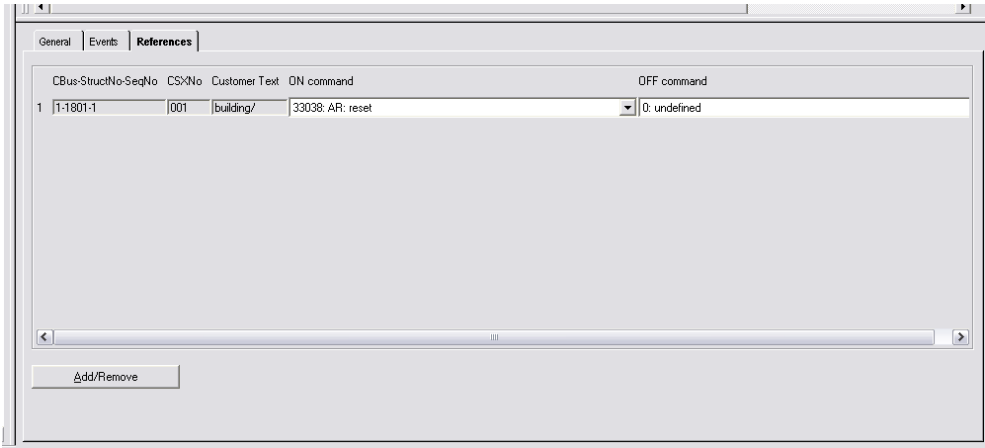 General Events References
CBus-StructNo-SeqNo CSXNo Customer Text ON command OFF command
1 1-1801-1 001 building/ 33038: AR: reset 0: undefined
Add/Remove